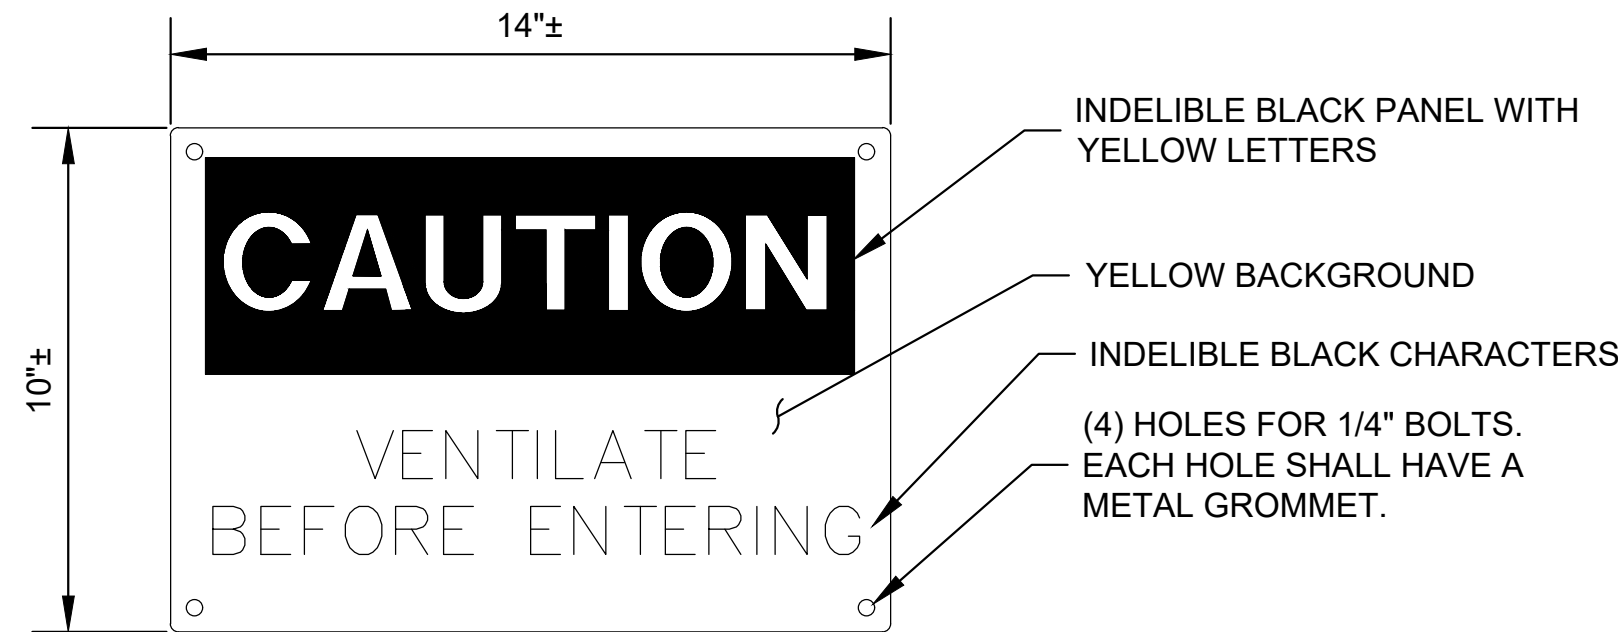 14"±
10"±
CAUTION
VENTILATE
BEFORE ENTERING
INDELIBLE BLACK PANEL WITH
YELLOW LETTERS
YELLOW BACKGROUND
INDELIBLE BLACK CHARACTERS
(4) HOLES FOR 1/4" BOLTS.
EACH HOLE SHALL HAVE A
METAL GROMMET.